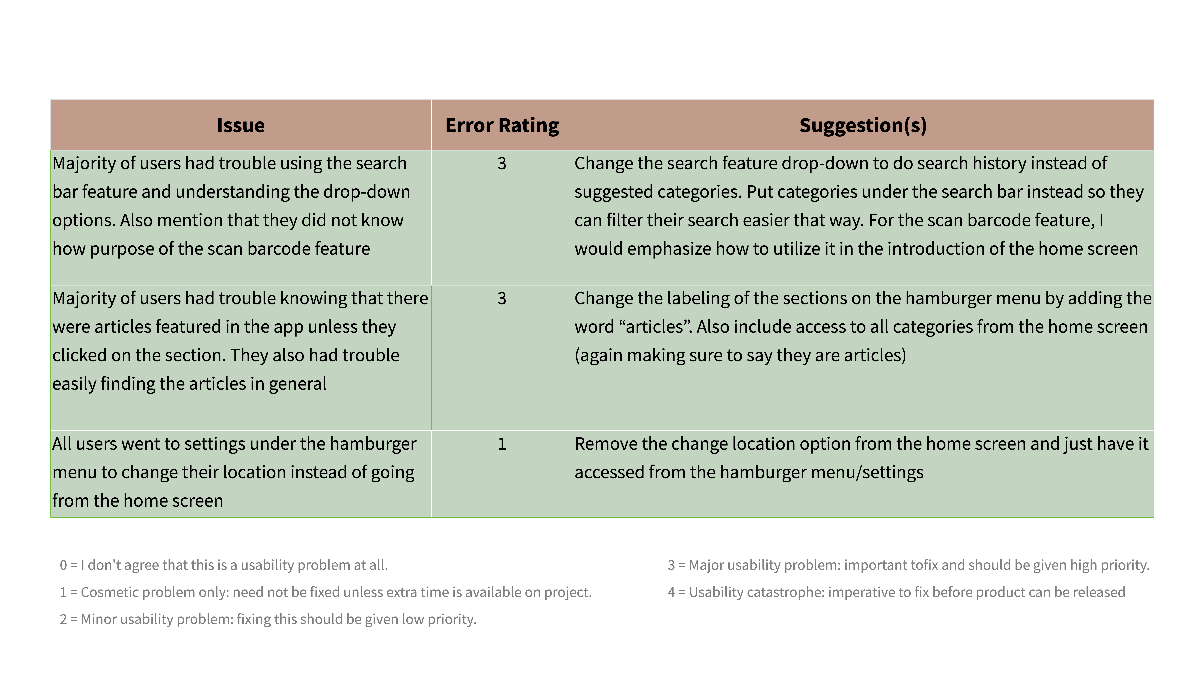 Issue
Error Rating
Suggestion(s)
Majority of users had trouble using the search
bar feature and understanding the drop-down
options. Also mention that they did not know
how purpose of the scan barcode feature
3
Change the search feature drop-down to do search history instead of
suggested categories. Put categories under the search bar instead so they
can filter their search easier that way. For the scan barcode feature, I
would emphasize how to utilize it in the introduction of the home screen
Majority of users had trouble knowing that there
were articles featured in the app unless they
clicked on the section. They also had trouble
easily finding the articles in general
3
Change the labeling of the sections on the hamburger menu by adding the
word “articles”. Also include access to all categories from the home screen
(again making sure to say they are articles)
All users went to settings under the hamburger
menu to change their location instead of going
from the home screen
1
Remove the change location option from the home screen and just have it
accessed from the hamburger menu/settings
0 = I don't agree that this is a usability problem at all.
1 = Cosmetic problem only: need not be fixed unless extra time is available on project.
2 = Minor usability problem: fixing this should be given low priority.
3 = Major usability problem: important tofix and should be given high priority.
4 = Usability catastrophe: imperative to fix before product can be released